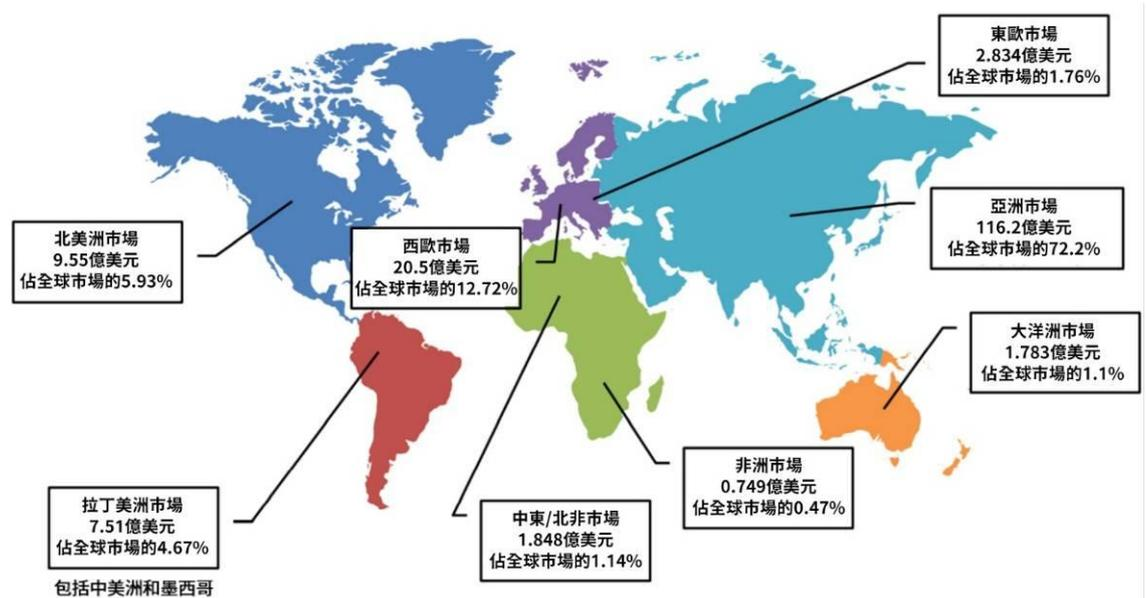 東歐市場
2.834億美元
佔全球市場的1.76%
亞洲市場
116.2億美元
佔全球市場的72.2%
北美洲市場
9.55億美元
佔全球市場的5.93%
西歐市場
20.5億美元
佔全球市場的12.72%
大洋洲市場
1.783億美元
佔全球市場的1.1%
非洲市場
0.749億美元
佔全球市場的0.47%
拉丁美洲市場
7.51億美元
佔全球市場的4.67%
包括中美洲和墨西哥
中東/北非市場
1.848億美元
佔全球市場的1.14%